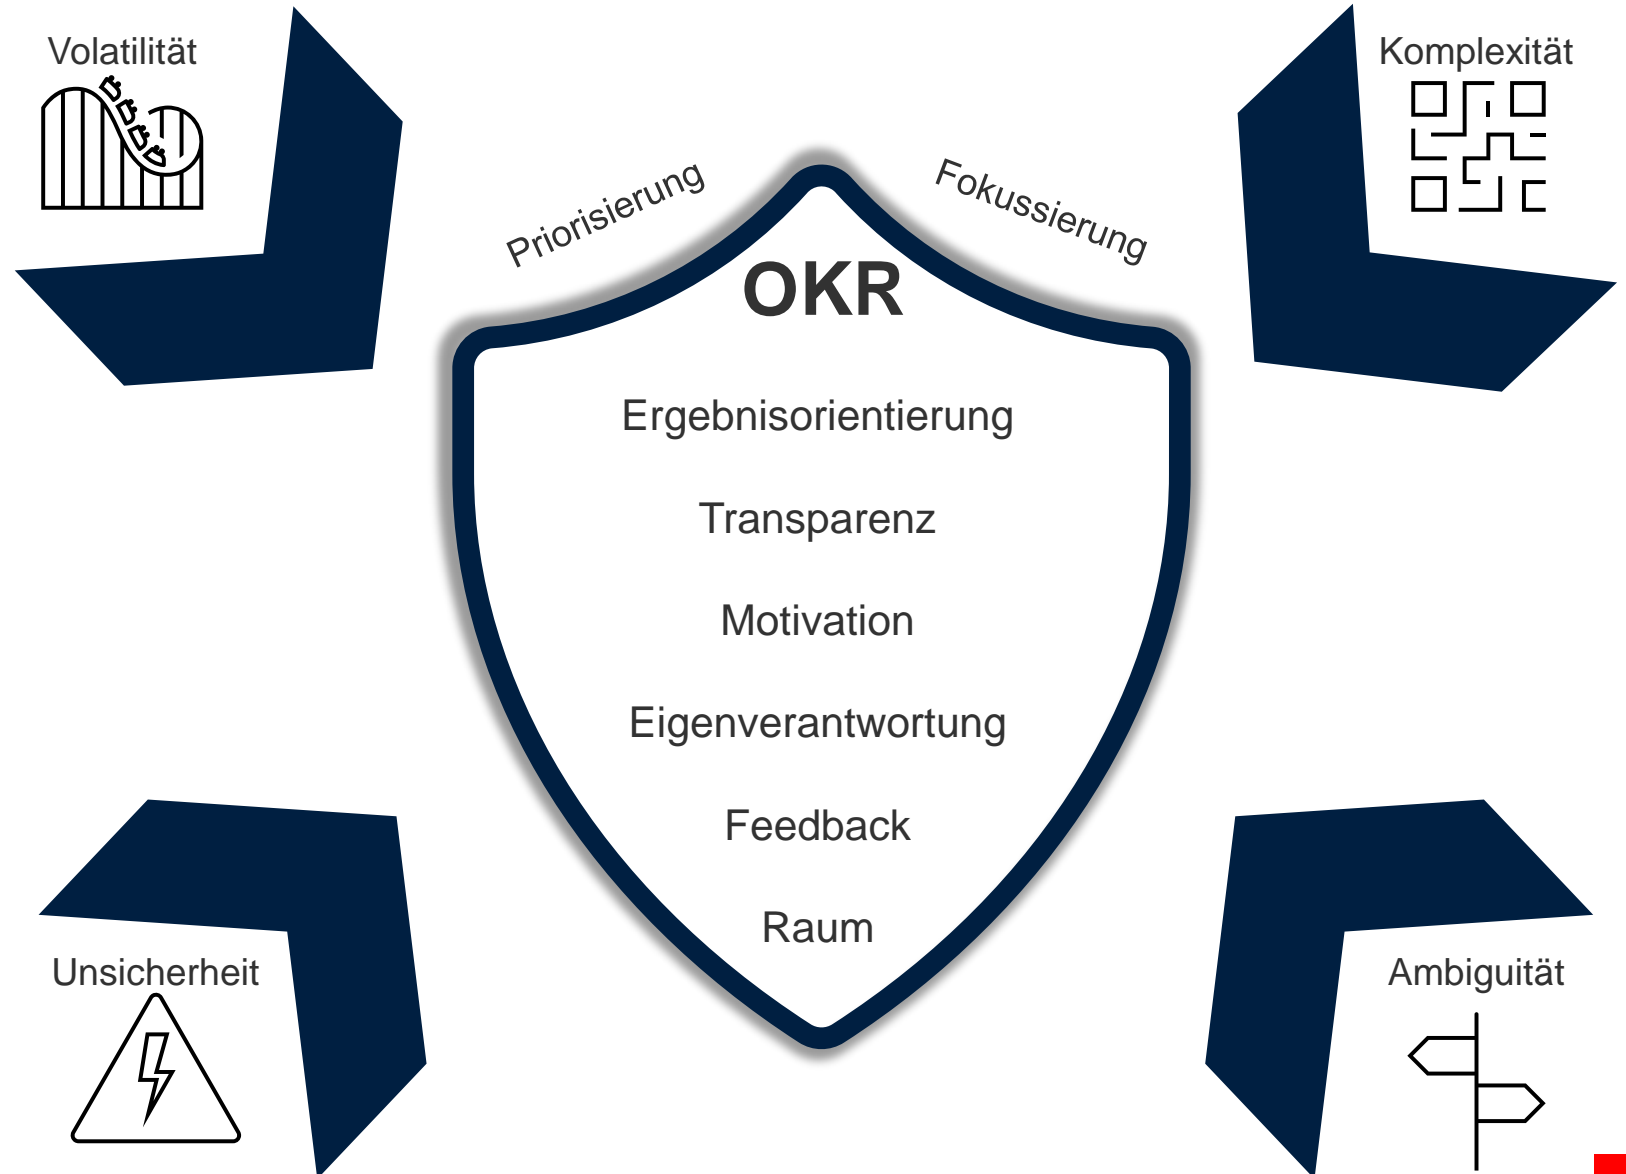 Volatilität
Komplexität
Priorisierung
Fokussierung
OKR
Ergebnisorientierung
Transparenz
Motivation
Eigenverantwortung
Feedback
Raum
Unsicherheit
Ambiguität